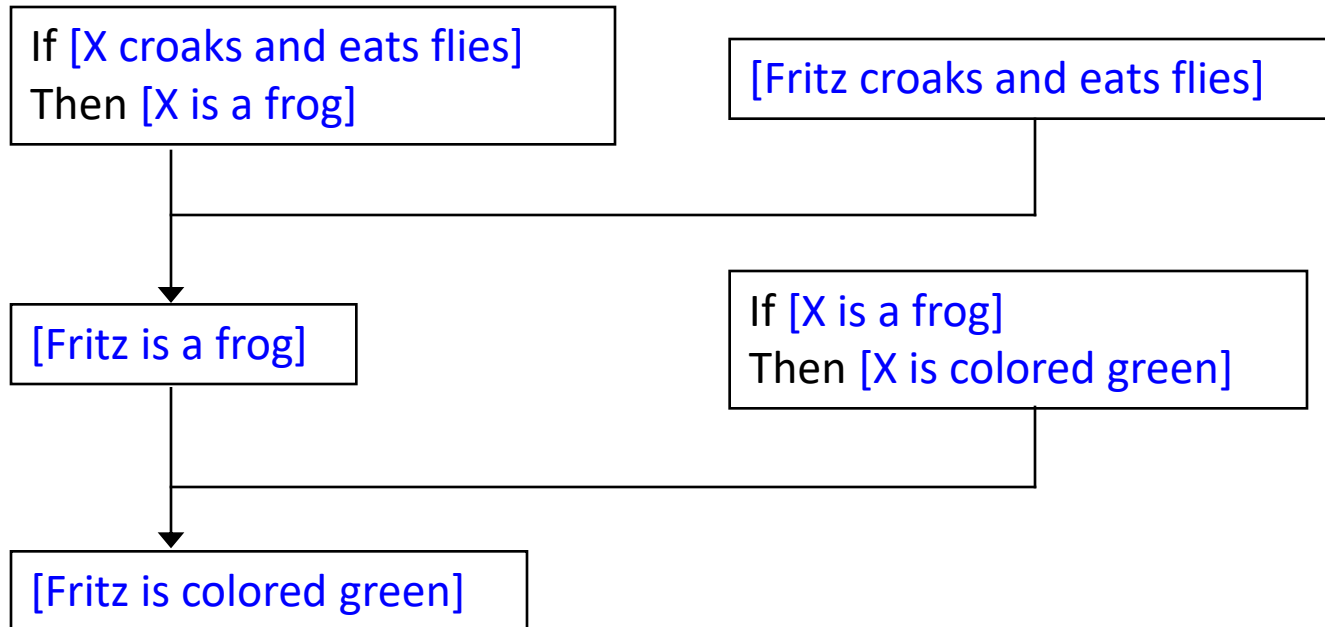 If [X croaks and eats flies]
Then [X is a frog]
[Fritz croaks and eats flies]
[Fritz is a frog]
If [X is a frog]
Then [X is colored green]
[Fritz is colored green]